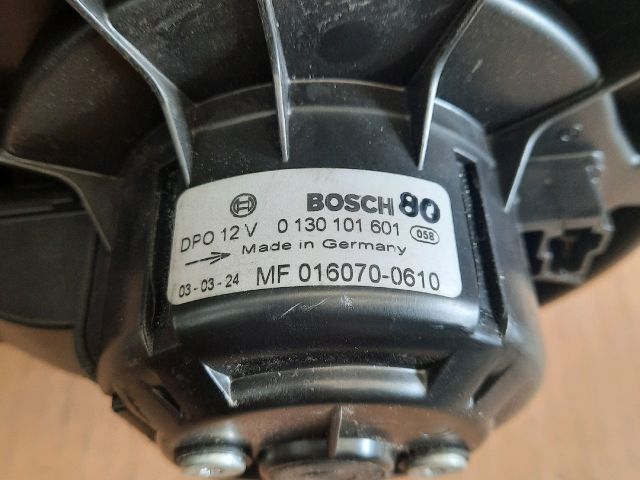 BOSCH 80
DPO 12 V 0 130 101 601 058
Made in Germany
03-03-24 MF 016070-0610